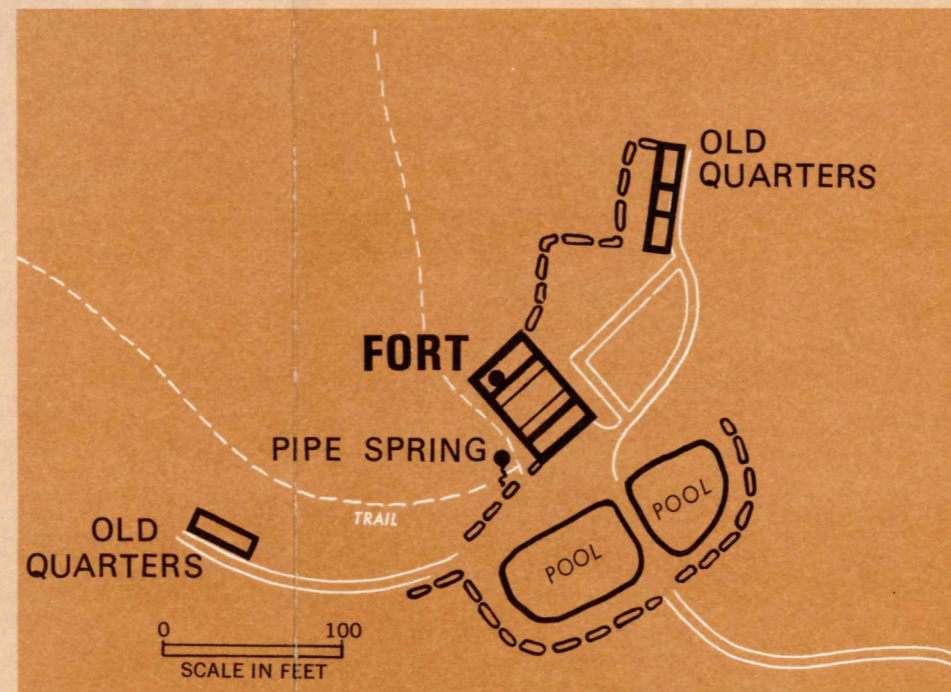 OLD
QUARTERS
FORT
PIPE SPRING
TRAIL
POOL
POOL
OLD
QUARTERS
0 100
SCALE IN FEET